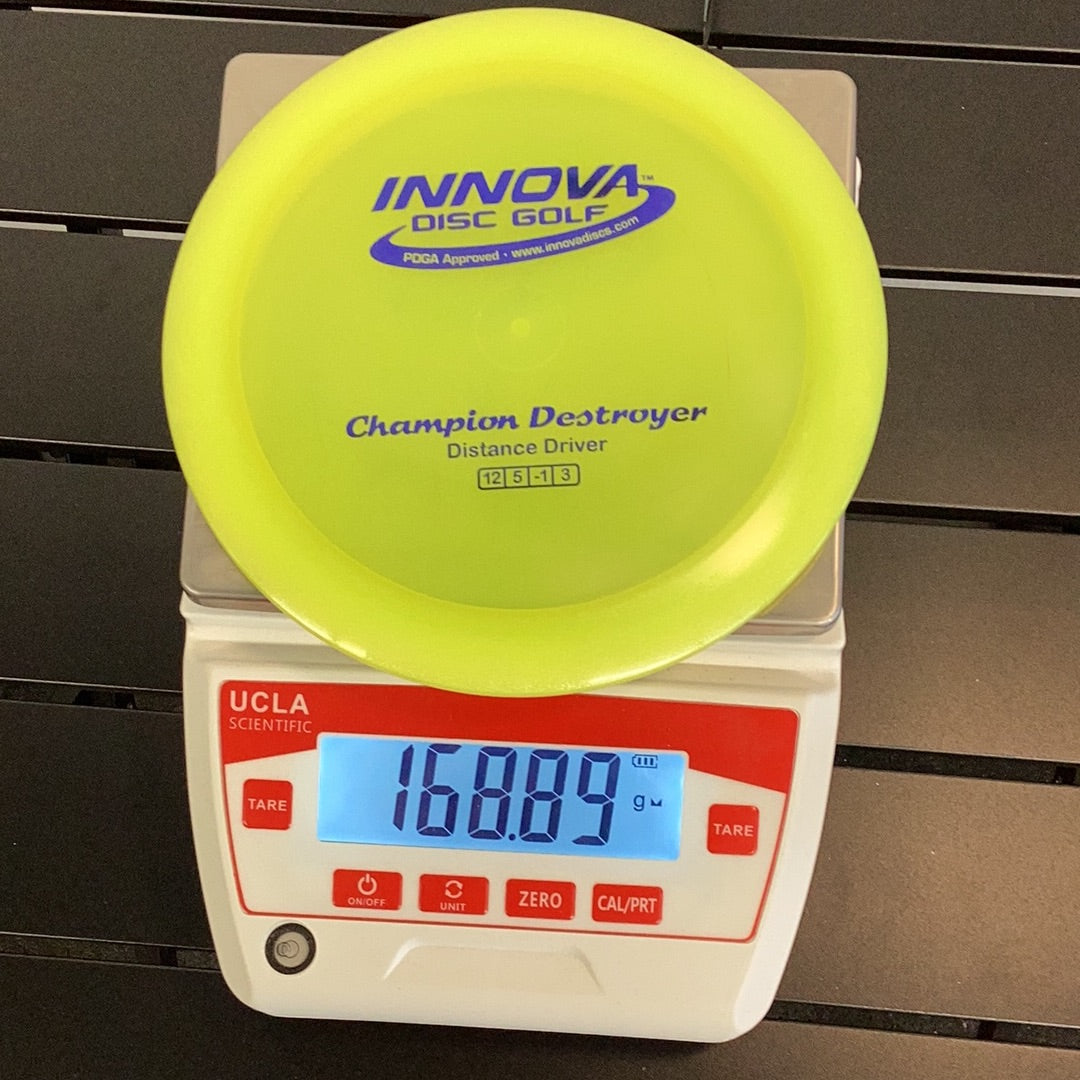 INNOVA™
DISC GOLF
PDGA Approved • www.innovadiscs.com
Champion Destroyer
Distance Driver
12 5 -1 3
UCLA
SCIENTIFIC
168.89 g
TARE
TARE
ON/OFF
UNIT
ZERO
CAL/PRT